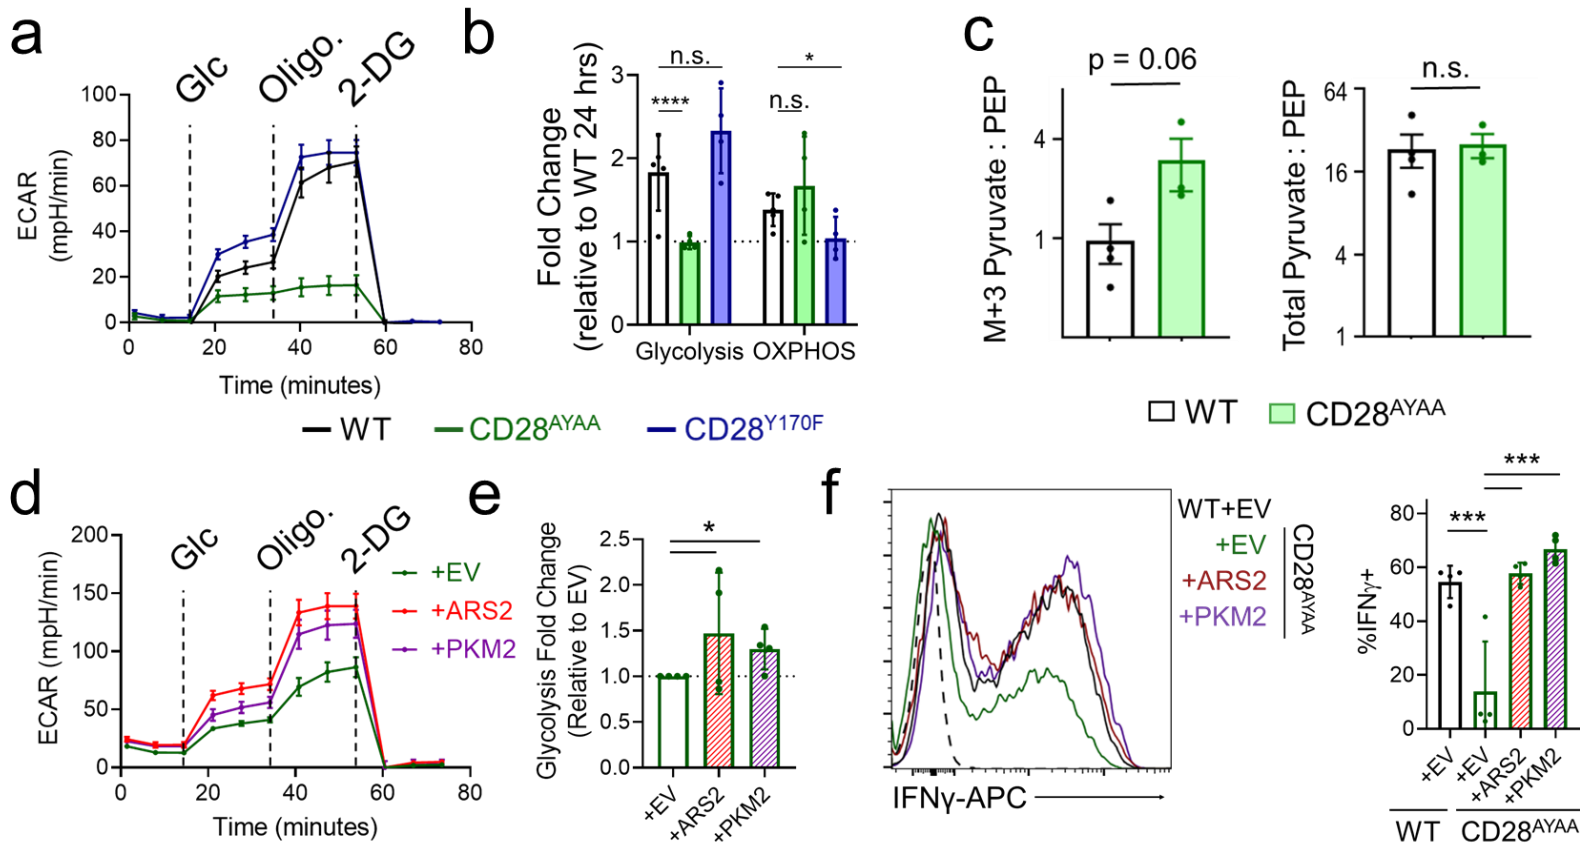 a
Glc
Oligo.
2-DG
100
80
60
40
20
0
ECAR
(mpH/min)
0
20
40
60
80
Time (minutes)
b
n.s.
*
****
n.s.
3
2
1
0
Fold Change
(relative to WT 24 hrs)
Glycolysis
OXPHOS
c
p = 0.06
4
1
M+3 Pyruvate : PEP
n.s.
64
16
4
1
Total Pyruvate : PEP
WT
CD28AYAA
CD28Y170F
WT
CD28AYAA
d
Glc
Oligo.
2-DG
200
150
100
50
0
ECAR (mpH/min)
+EV
+ARS2
+PKM2
0
20
40
60
80
Time (minutes)
e
*
2.5
2.0
1.5
1.0
0.5
0.0
Glycolysis Fold Change
(Relative to EV)
+EV
+ARS2
+PKM2
f
WT+EV
+EV
+ARS2
+PKM2
CD28AYAA
IFNγ-APC
***
***
80
60
40
20
0
%IFNγ+
+EV
+EV
+ARS2
+PKM2
WT
CD28AYAA